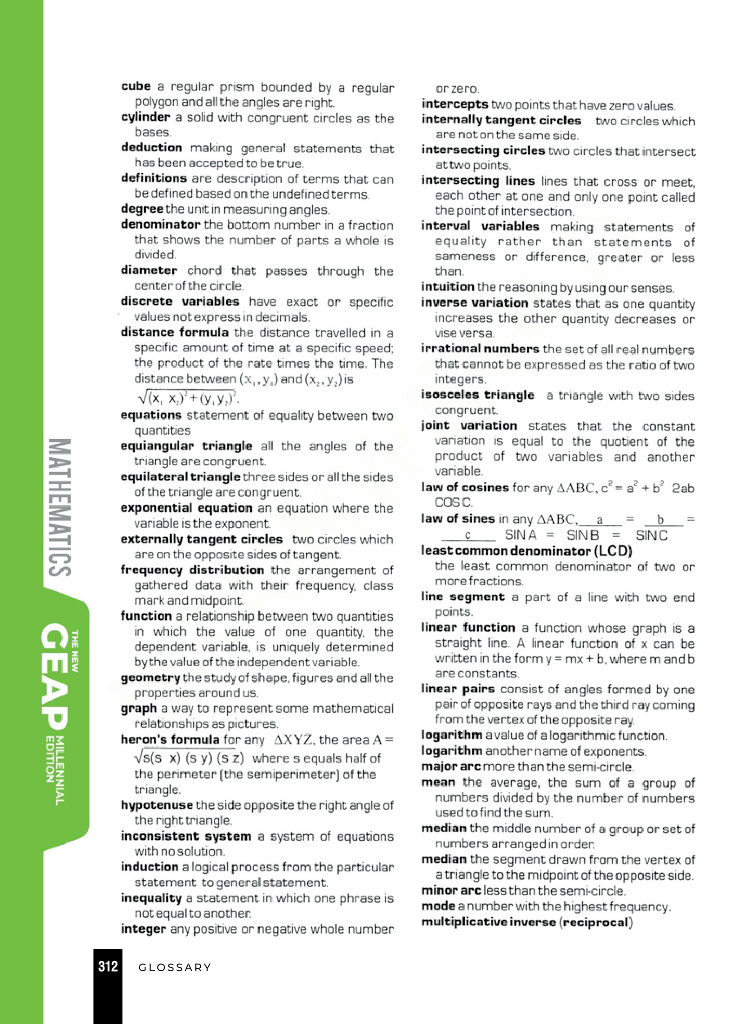 cube a regular prism bounded by a regular
polygon and all the angles are right.
cylinder a solid with congruent circles as the
bases.
deduction making general statements that
has been accepted to be true.
definitions are description of terms that can
be defined based on the undefined terms.
degree the unit in measuring angles.
denominator the bottom number in a fraction
that shows the number of parts a whole is
divided.
diameter chord that passes through the
center of the circle.
discrete variables have exact or specific
values not express in decimals.
distance formula the distance travelled in a
specific amount of time at a specific speed;
the product of the rate times the time. The
distance between (x₁, y₁) and (x₂, y₂) is
√(x₁ x₂)² + (y₁ y₂)².
equations statement of equality between two
quantities
equiangular triangle all the angles of the
triangle are congruent.
equilateral triangle three sides or all the sides
of the triangle are congruent.
exponential equation an equation where the
variable is the exponent.
externally tangent circles two circles which
are on the opposite sides of tangent.
frequency distribution the arrangement of
gathered data with their frequency, class
mark and midpoint.
function a relationship between two quantities
in which the value of one quantity, the
dependent variable, is uniquely determined
by the value of the independent variable.
geometry the study of shape, figures and all the
properties around us.
graph a way to represent some mathematical
relationships as pictures.
heron's formula for any ΔXYZ, the area A =
√s(s x) (s y) (s z) where s equals half of
the perimeter (the semiperimeter) of the
triangle.
hypotenuse the side opposite the right angle of
the right triangle.
inconsistent system a system of equations
with no solution.
induction a logical process from the particular
statement to general statement.
inequality a statement in which one phrase is
not equal to another.
integer any positive or negative whole number
or zero.
intercepts two points that have zero values.
internally tangent circles two circles which
are not on the same side.
intersecting circles two circles that intersect
at two points.
intersecting lines lines that cross or meet,
each other at one and only one point called
the point of intersection.
interval variables making statements of
equality rather than statements of
sameness or difference, greater or less
than.
intuition the reasoning by using our senses.
inverse variation states that as one quantity
increases the other quantity decreases or
vise versa.
irrational numbers the set of all real numbers
that cannot be expressed as the ratio of two
integers.
isosceles triangle a triangle with two sides
congruent.
joint variation states that the constant
variation is equal to the quotient of the
product of two variables and another
variable.
law of cosines for any ΔABC, c² = a² + b² 2ab
COS C.
law of sines in any ΔABC, a = b =
c SIN A = SIN B = SIN C
least common denominator (LCD)
the least common denominator of two or
more fractions.
line segment a part of a line with two end
points.
linear function a function whose graph is a
straight line. A linear function of x can be
written in the form y = mx + b, where m and b
are constants.
linear pairs consist of angles formed by one
pair of opposite rays and the third ray coming
from the vertex of the opposite ray.
logarithm a value of a logarithmic function.
logarithm another name of exponents.
major arc more than the semi-circle.
mean the average, the sum of a group of
numbers divided by the number of numbers
used to find the sum.
median the middle number of a group or set of
numbers arranged in order.
median the segment drawn from the vertex of
a triangle to the midpoint of the opposite side.
minor arc less than the semi-circle.
mode a number with the highest frequency.
multiplicative inverse (reciprocal)
MATHEMATICS
THE NEW
GEAP
MILLENNIAL
EDITION
312 GLOSSARY